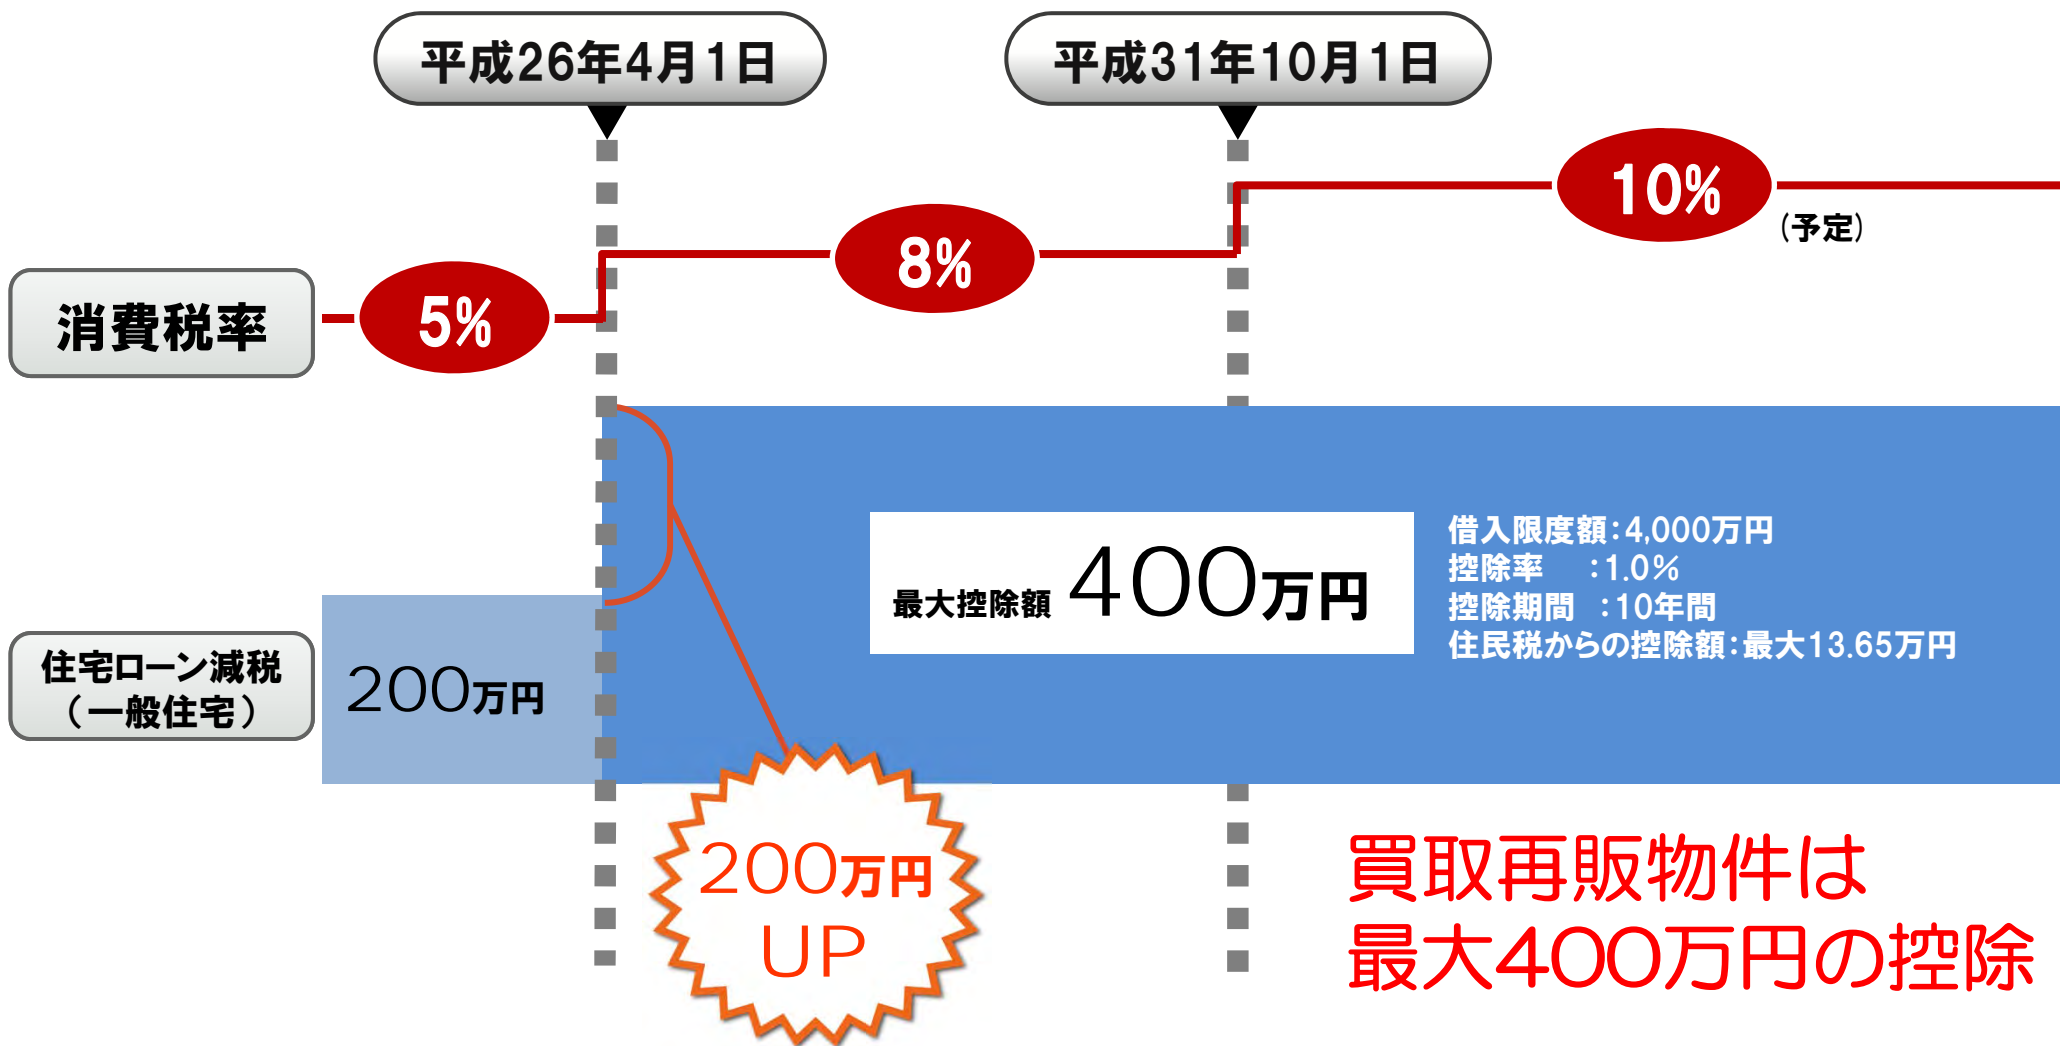 平成26年4月1日
平成31年10月1日
10%
(予定)
8%
消費税率
5%
最大控除額 400万円
借入限度額：4,000万円
控除率　：1.0%
控除期間　：10年間
住民税からの控除額：最大13.65万円
住宅ローン減税
（一般住宅）
200万円
200万円
UP
買取再販物件は
最大400万円の控除